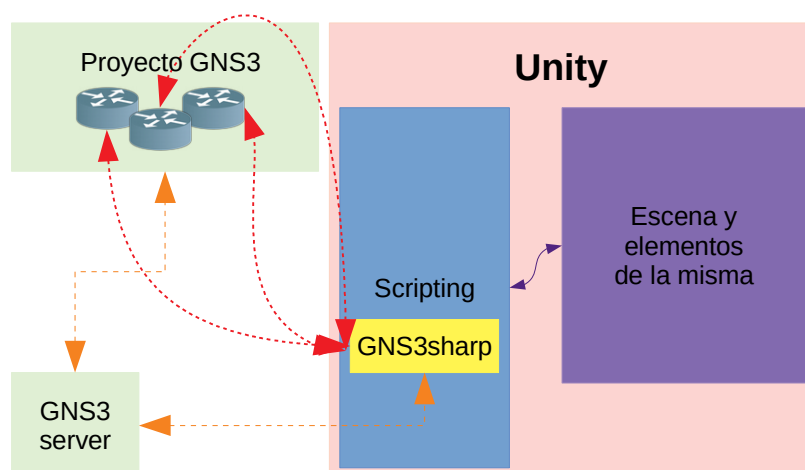 Proyecto GNS3
Unity
Escena y
elementos
de la misma
Scripting
GNS3sharp
GNS3
server